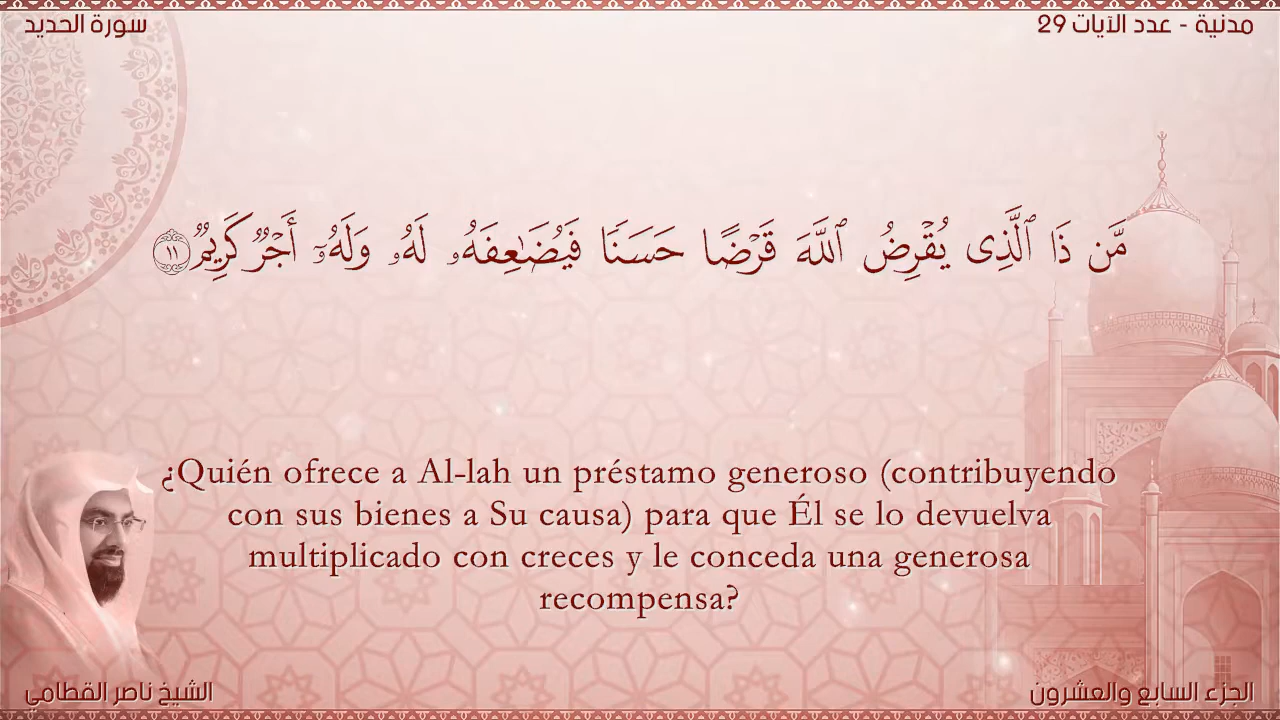 سورة الحديد
مدنية - عدد الآيات 29
مَّن ذَا ٱلَّذِى يُقْرِضُ ٱللَّهَ قَرْضًا حَسَنًا فَيُضَـٰعِفَهُۥ لَهُۥ وَلَهُۥٓ أَجْرٌ كَرِيمٌ ١١
¿Quién ofrece a Al-lah un préstamo generoso (contribuyendo
con sus bienes a Su causa) para que Él se lo devuelva
multiplicado con creces y le conceda una generosa
recompensa?
الشيخ ناصر القطامي
الجزء السابع والعشرون